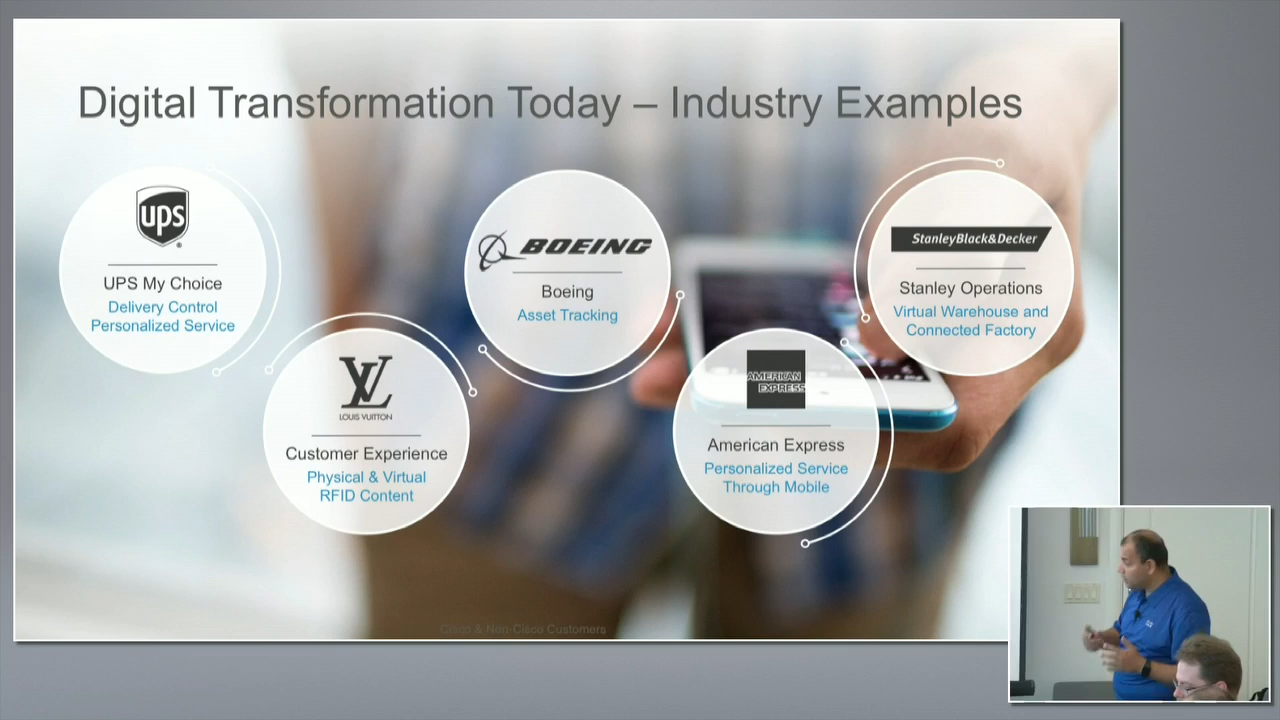 Digital Transformation Today – Industry Examples
ups
UPS My Choice
Delivery Control
Personalized Service
LV
LOUIS VUITTON
Customer Experience
Physical & Virtual
RFID Content
BOEING
Boeing
Asset Tracking
AMERICAN
EXPRESS
American Express
Personalized Service
Through Mobile
StanleyBlack&Decker
Stanley Operations
Virtual Warehouse and
Connected Factory
Cisco & Non-Cisco Customers